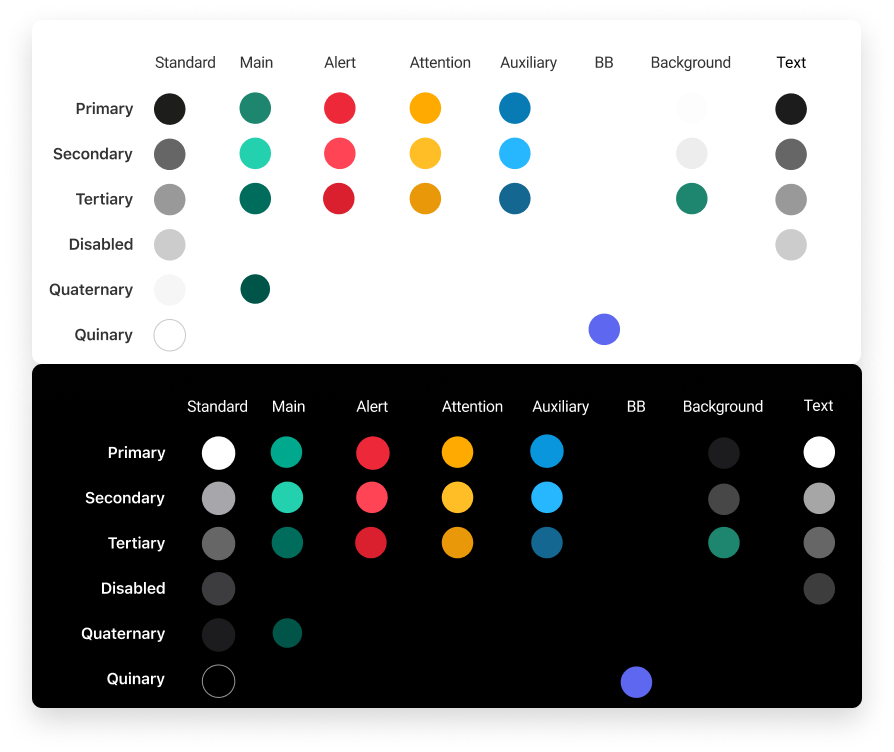 Standard Main Alert Attention Auxiliary BB Background Text
Primary
Secondary
Tertiary
Disabled
Quaternary
Quinary
Standard Main Alert Attention Auxiliary BB Background Text
Primary
Secondary
Tertiary
Disabled
Quaternary
Quinary